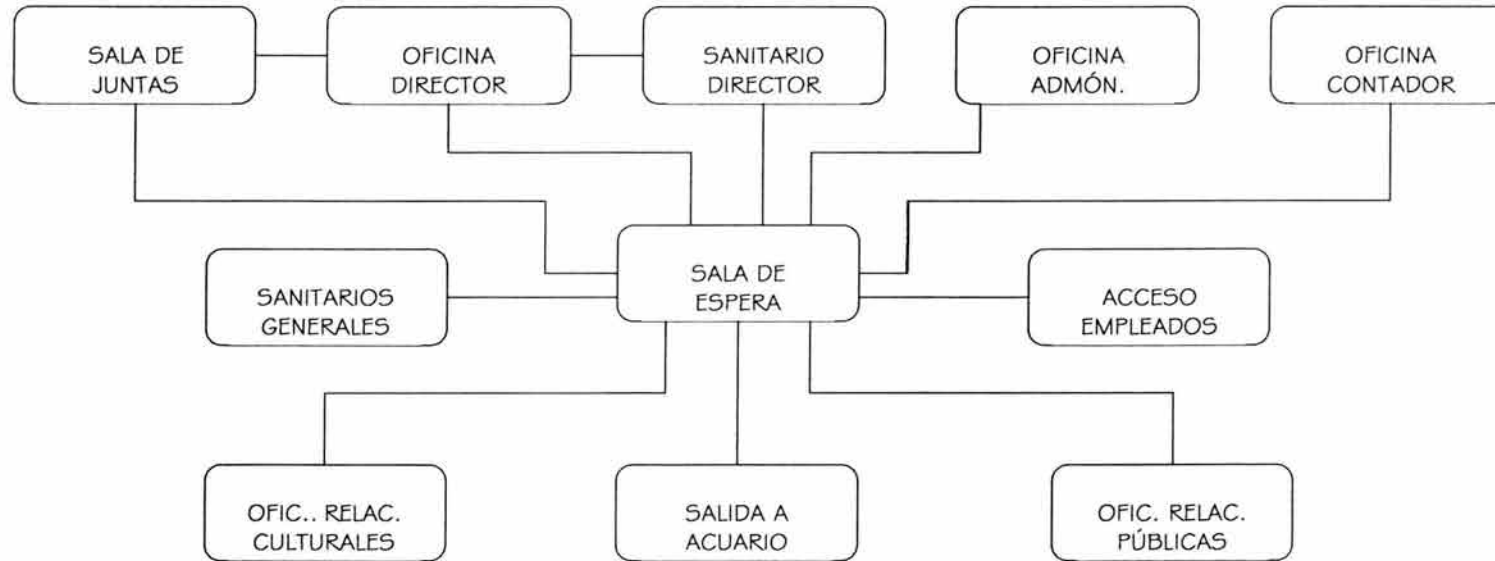 SALA DE
JUNTAS
OFICINA
DIRECTOR
SANITARIO
DIRECTOR
OFICINA
ADMÓN.
OFICINA
CONTADOR
SANITARIOS
GENERALES
SALA DE
ESPERA
ACCESO
EMPLEADOS
OFIC.. RELAC.
CULTURALES
SALIDA A
ACUARIO
OFIC. RELAC.
PÚBLICAS